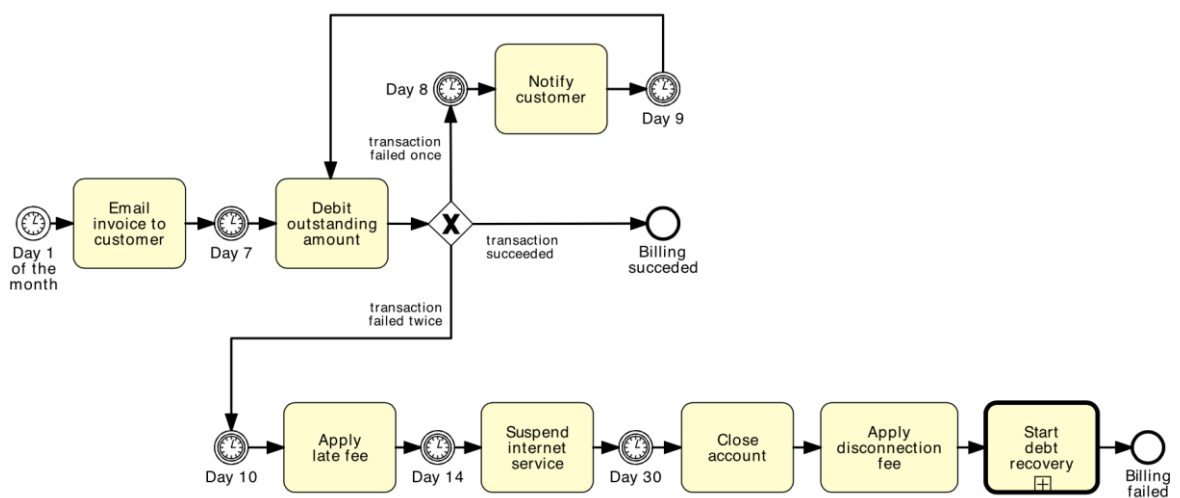 Day 8
Notify
customer
Day 9
transaction
failed once
Day 1
of the
month
Email
invoice to
customer
Day 7
Debit
outstanding
amount
X
transaction
succeeded
Billing
succeded
transaction
failed twice
Day 10
Apply
late fee
Day 14
Suspend
internet
service
Day 30
Close
account
Apply
disconnection
fee
Start
debt
recovery
Billing
failed